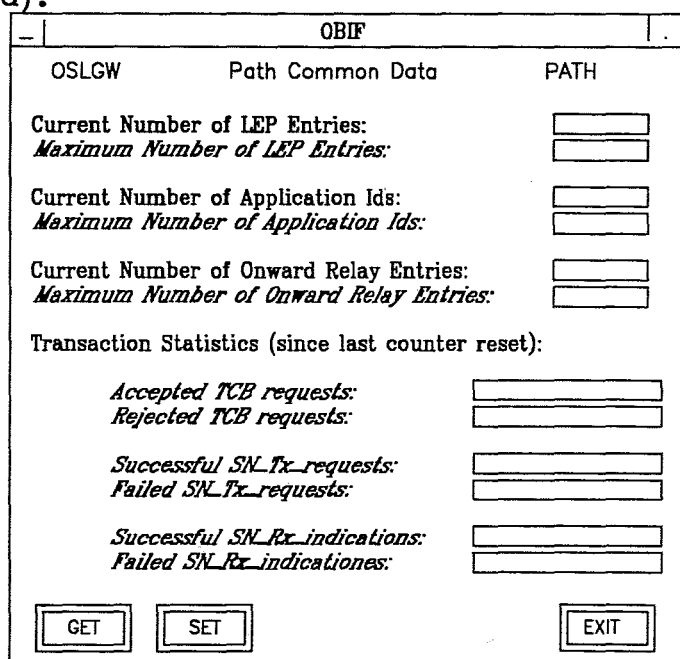 a).
OBIF
OSLGW Path Common Data PATH
Current Number of LEP Entries:
Maximum Number of LEP Entries:
Current Number of Application Ids:
Maximum Number of Application Ids:
Current Number of Onward Relay Entries:
Maximum Number of Onward Relay Entries:
Transaction Statistics (since last counter reset):
Accepted TCB requests:
Rejected TCB requests:
Successful SN_Tx_requests:
Failed SN_Tx_requests:
Successful SN_Rx_indications:
Failed SN_Rx_indicationes:
GET SET EXIT